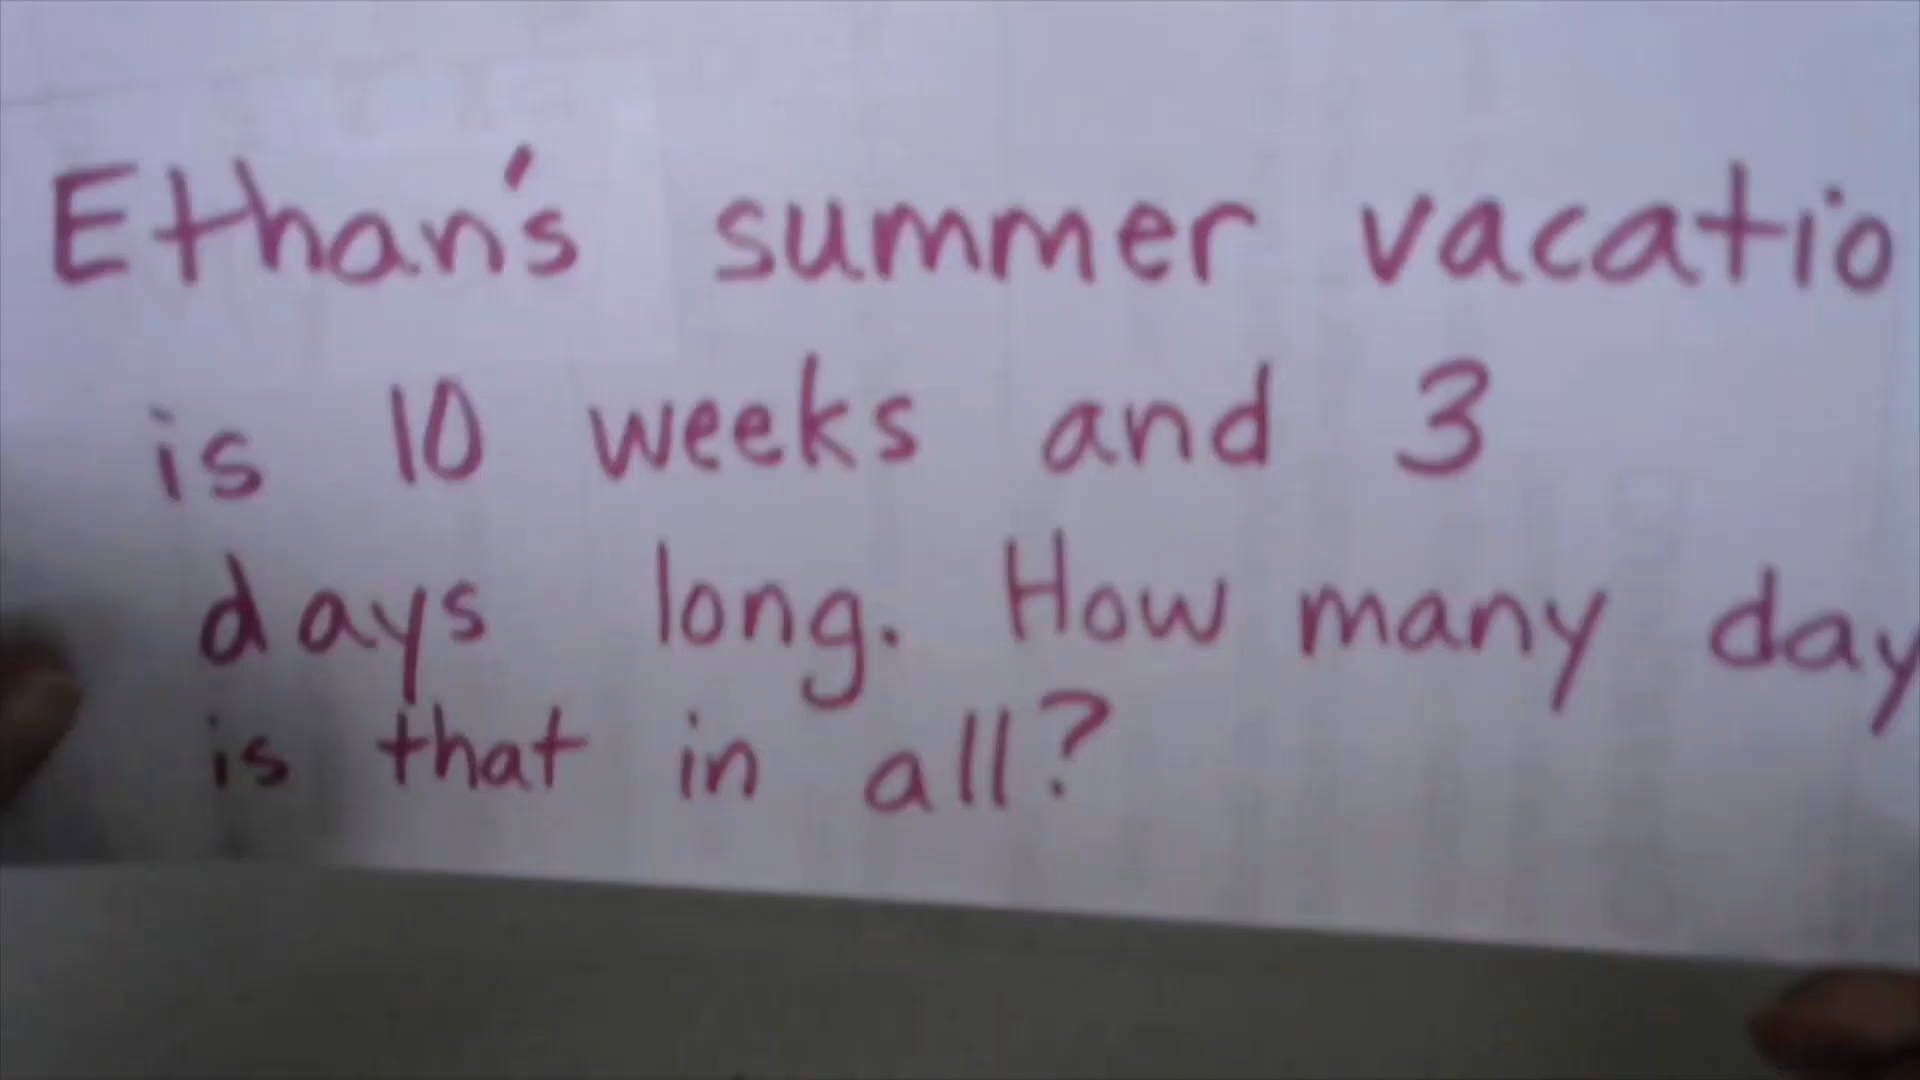 Ethan's summer vacatio
is 10 weeks and 3
days long. How many day
is that in all?